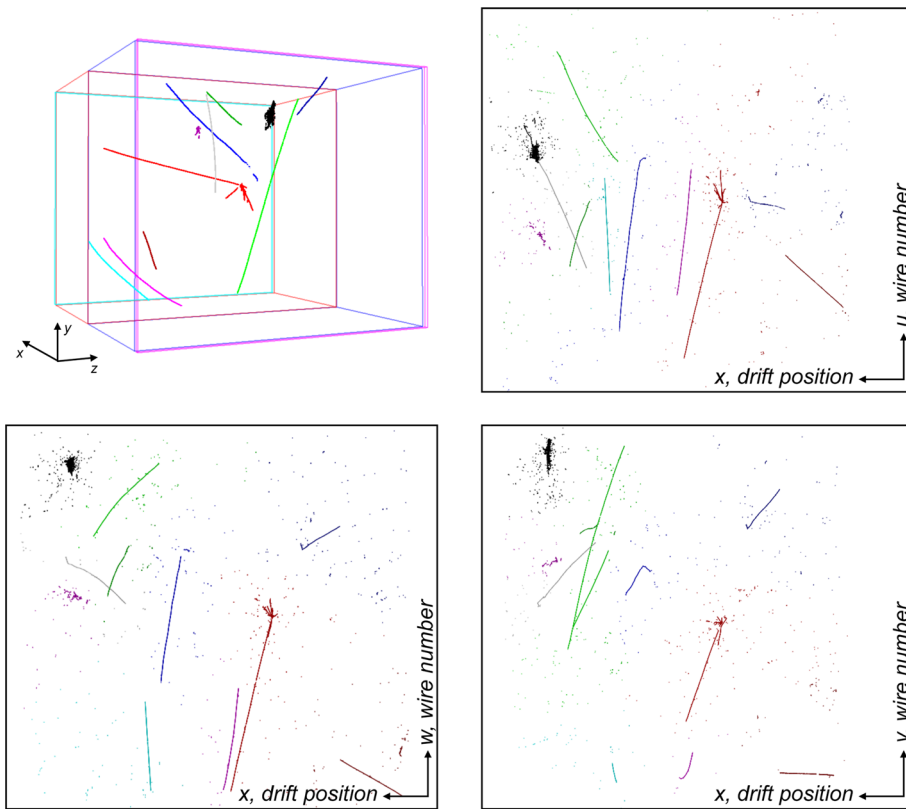 y
x
z
x, drift position
u, wire number
x, drift position
w, wire number
x, drift position
v, wire number